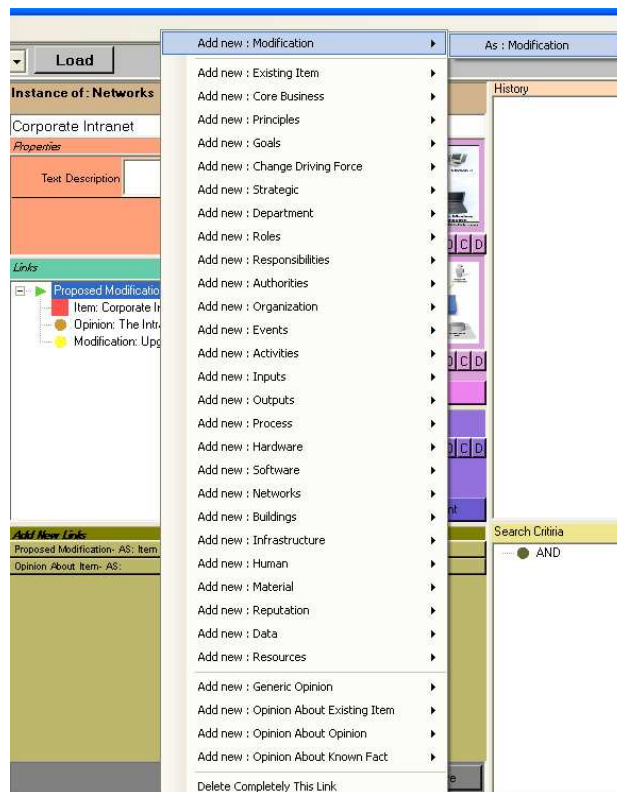 Load
Instance of: Networks
Corporate Intranet
Properties
Text Description
Links
Proposed Modificatio
Item: Corporate In
Opinion: The Intr
Modification: Upg
Add New Links
Proposed Modification- AS: Item
Opinion About Item- AS:
Add new : Modification
As : Modification
Add new : Existing Item
Add new : Core Business
Add new : Principles
Add new : Goals
Add new : Change Driving Force
Add new : Strategic
Add new : Department
Add new : Roles
Add new : Responsibilities
Add new : Authorities
Add new : Organization
Add new : Events
Add new : Activities
Add new : Inputs
Add new : Outputs
Add new : Process
Add new : Hardware
Add new : Software
Add new : Networks
Add new : Buildings
Add new : Infrastructure
Add new : Human
Add new : Material
Add new : Reputation
Add new : Data
Add new : Resources
Add new : Generic Opinion
Add new : Opinion About Existing Item
Add new : Opinion About Opinion
Add new : Opinion About Known Fact
Delete Completely This Link
C D
C D
C D
nt
e
History
Search Critiria
AND